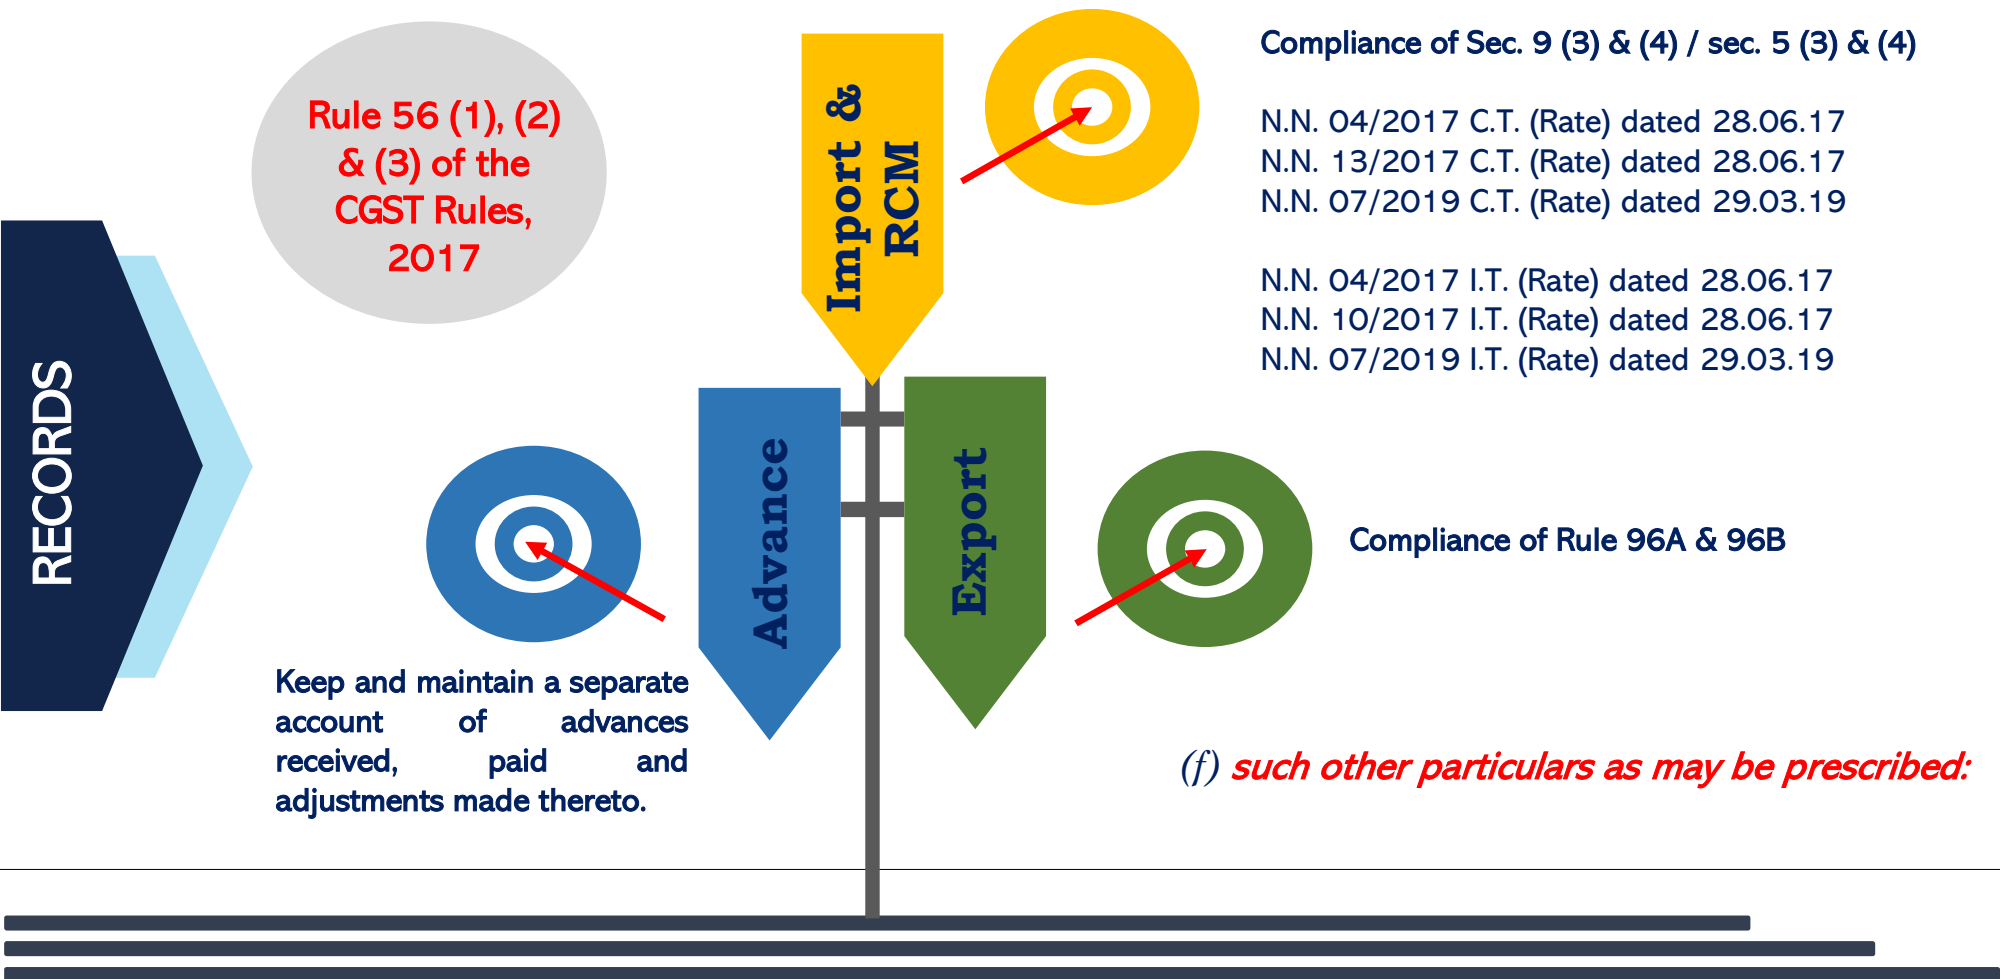 RECORDS
Rule 56 (1), (2)
& (3) of the
CGST Rules,
2017
Import &
RCM
Compliance of Sec. 9 (3) & (4) / sec. 5 (3) & (4)
N.N. 04/2017 C.T. (Rate) dated 28.06.17
N.N. 13/2017 C.T. (Rate) dated 28.06.17
N.N. 07/2019 C.T. (Rate) dated 29.03.19
N.N. 04/2017 I.T. (Rate) dated 28.06.17
N.N. 10/2017 I.T. (Rate) dated 28.06.17
N.N. 07/2019 I.T. (Rate) dated 29.03.19
Advance
Keep and maintain a separate
account of advances
received, paid and
adjustments made thereto.
Export
Compliance of Rule 96A & 96B
(f) such other particulars as may be prescribed: